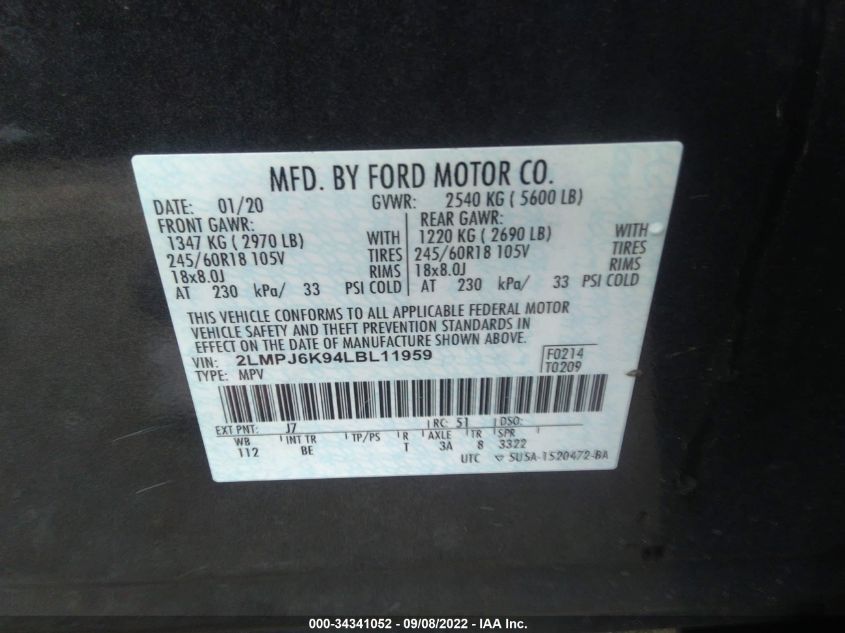 MFD. BY FORD MOTOR CO.
DATE: 01/20 GVWR: 2540 KG ( 5600 LB)
FRONT GAWR: REAR GAWR:
1347 KG ( 2970 LB) WITH 1220 KG ( 2690 LB) WITH
245/60R18 105V TIRES 245/60R18 105V TIRES
18x8.0J RIMS 18x8.0J RIMS
AT 230 kPa/ 33 PSI COLD AT 230 kPa/ 33 PSI COLD
THIS VEHICLE CONFORMS TO ALL APPLICABLE FEDERAL MOTOR
VEHICLE SAFETY AND THEFT PREVENTION STANDARDS IN
EFFECT ON THE DATE OF MANUFACTURE SHOWN ABOVE.
VIN: 2LMPJ6K94LBL11959 F0214
TYPE: MPV T0209
EXT PNT: J7 RC: 51 DSO:
WB INT TR TP/PS R AXLE TR SPR
112 BE T 3A 8 3322
UTC 5U5A-1520472-BA
000-34341052 - 09/08/2022 - IAA Inc.